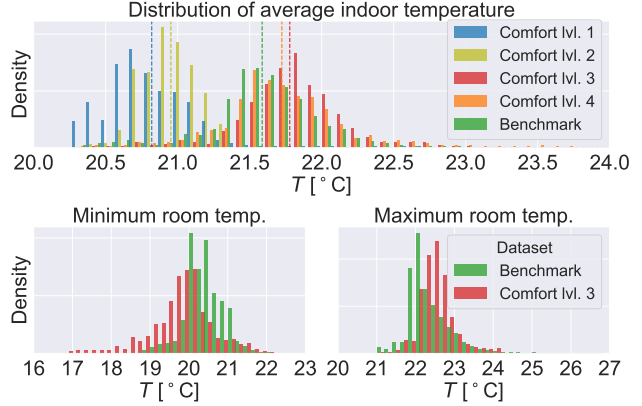 Distribution of average indoor temperature
Density
Comfort lvl. 1
Comfort lvl. 2
Comfort lvl. 3
Comfort lvl. 4
Benchmark
20.0 20.5 21.0 21.5 22.0 22.5 23.0 23.5 24.0
T [°C]
Minimum room temp.
Density
16 17 18 19 20 21 22 23
T [°C]
Maximum room temp.
Dataset
Benchmark
Comfort lvl. 3
20 21 22 23 24 25 26 27
T [°C]